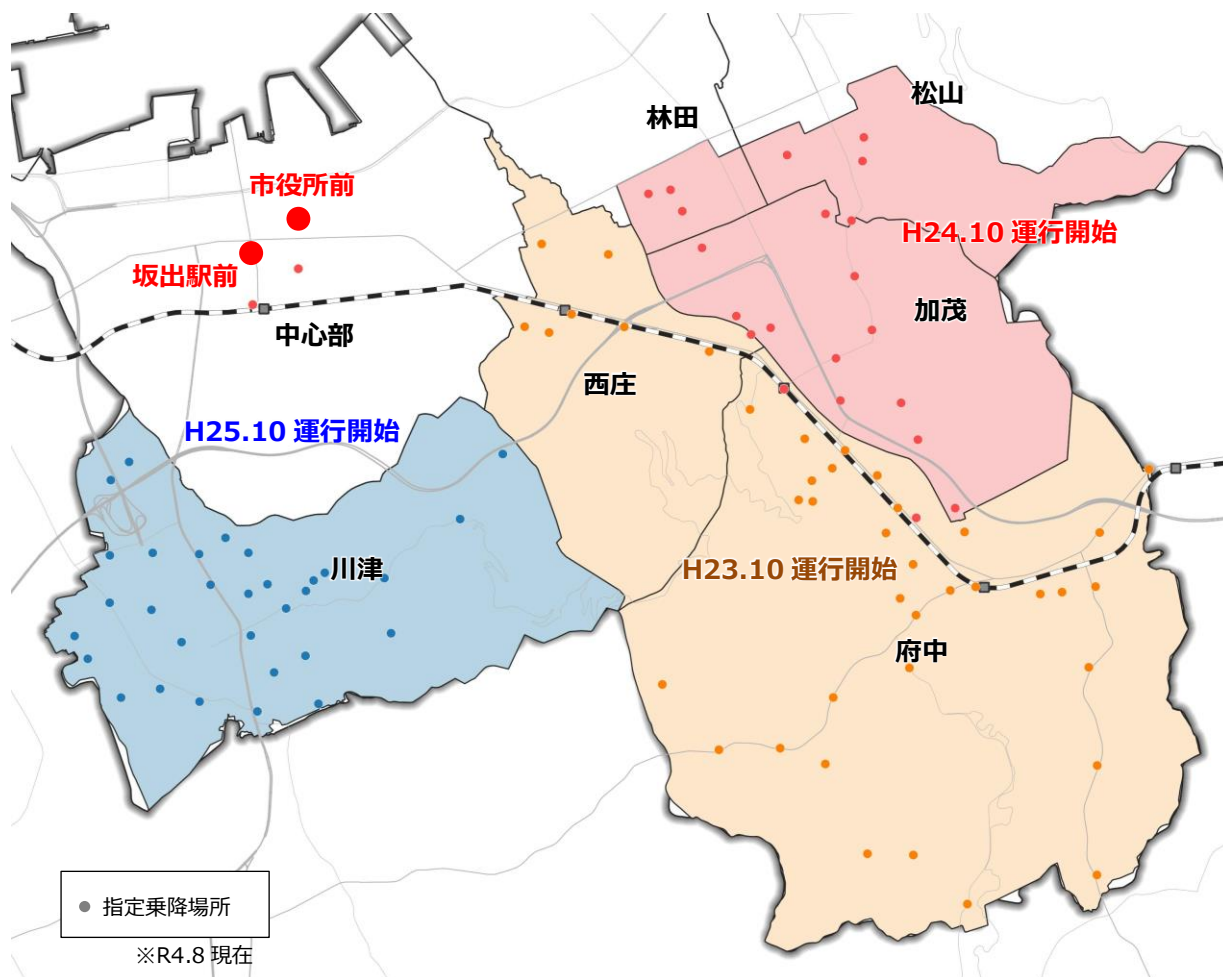 松山
林田
市役所前
H24.10 運行開始
坂出駅前
加茂
中心部
西庄
H25.10 運行開始
川津
H23.10 運行開始
府中
指定乗降場所
※R4.8 現在